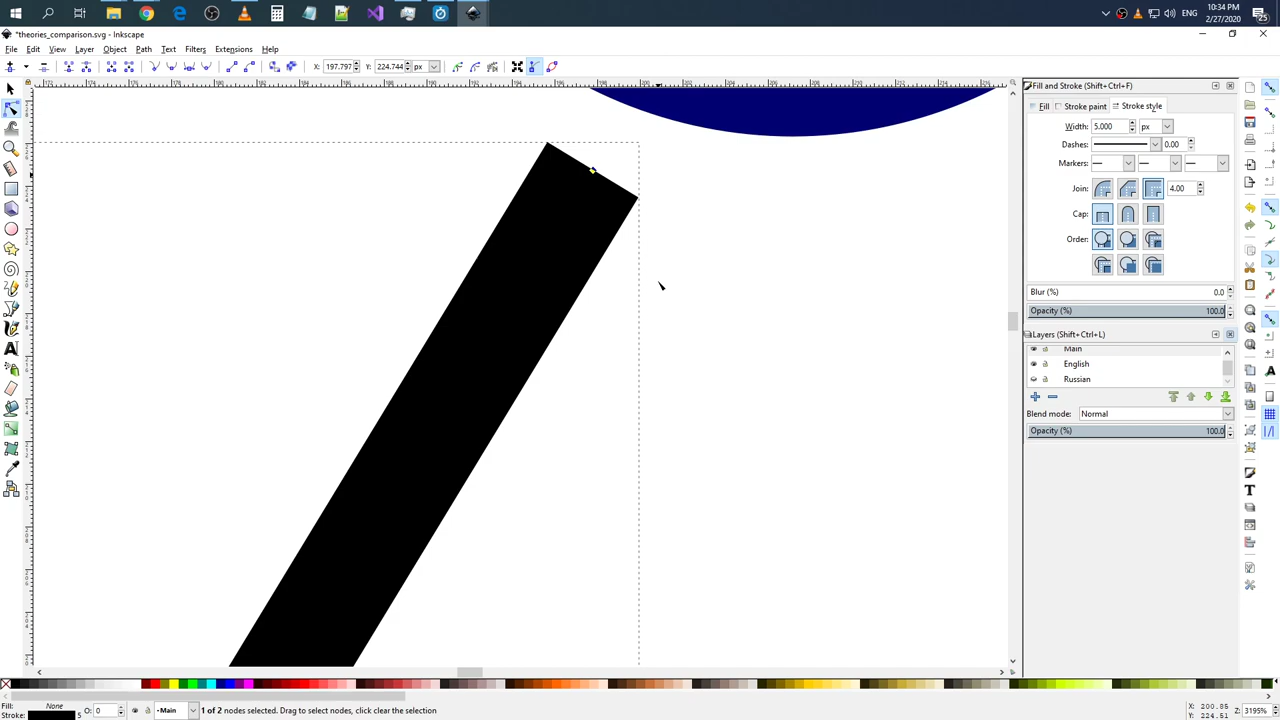 ENG
10:34 PM
2/27/2020
25
*theories_comparison.svg - Inkscape
File Edit View Layer Object Path Text Filters Extensions Help
X: 197.797 Y: 224.744 px
Fill and Stroke (Shift+Ctrl+F)
Fill Stroke paint Stroke style
Width: 5.000 px
Dashes: 0.00
Markers:
Join: 4.00
Cap:
Order:
Blur (%) 0.0
Opacity (%) 100.0
Layers (Shift+Ctrl+L)
Main
English
Russian
Blend mode: Normal
Opacity (%) 100.0
Fill: None
Stroke: 5
O: 0
Main
1 of 2 nodes selected. Drag to select nodes, click clear the selection
X: 200.85
Y: 224.51
Z: 3195%